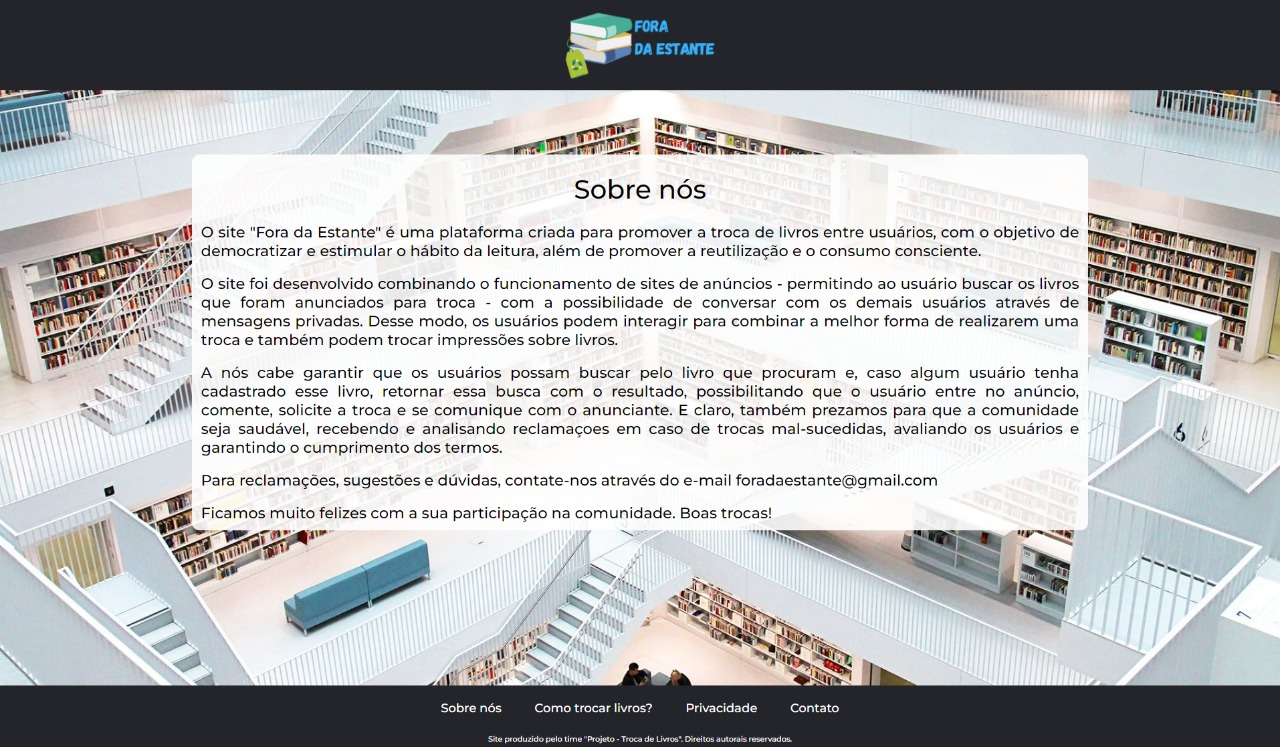 FORA
DA ESTANTE
Sobre nós
O site "Fora da Estante" é uma plataforma criada para promover a troca de livros entre usuários, com o objetivo de
democratizar e estimular o hábito da leitura, além de promover a reutilização e o consumo consciente.
O site foi desenvolvido combinando o funcionamento de sites de anúncios - permitindo ao usuário buscar os livros
que foram anunciados para troca - com a possibilidade de conversar com os demais usuários através de
mensagens privadas. Desse modo, os usuários podem interagir para combinar a melhor forma de realizarem uma
troca e também podem trocar impressões sobre livros.
A nós cabe garantir que os usuários possam buscar pelo livro que procuram e, caso algum usuário tenha
cadastrado esse livro, retornar essa busca com o resultado, possibilitando que o usuário entre no anúncio,
comente, solicite a troca e se comunique com o anunciante. E claro, também prezamos para que a comunidade
seja saudável, recebendo e analisando reclamaçoes em caso de trocas mal-sucedidas, avaliando os usuários e
garantindo o cumprimento dos termos.
Para reclamações, sugestões e dúvidas, contate-nos através do e-mail foradaestante@gmail.com
Ficamos muito felizes com a sua participação na comunidade. Boas trocas!
Sobre nós Como trocar livros? Privacidade Contato
Site produzido pelo time "Projeto - Troca de Livros". Direitos autorais reservados.